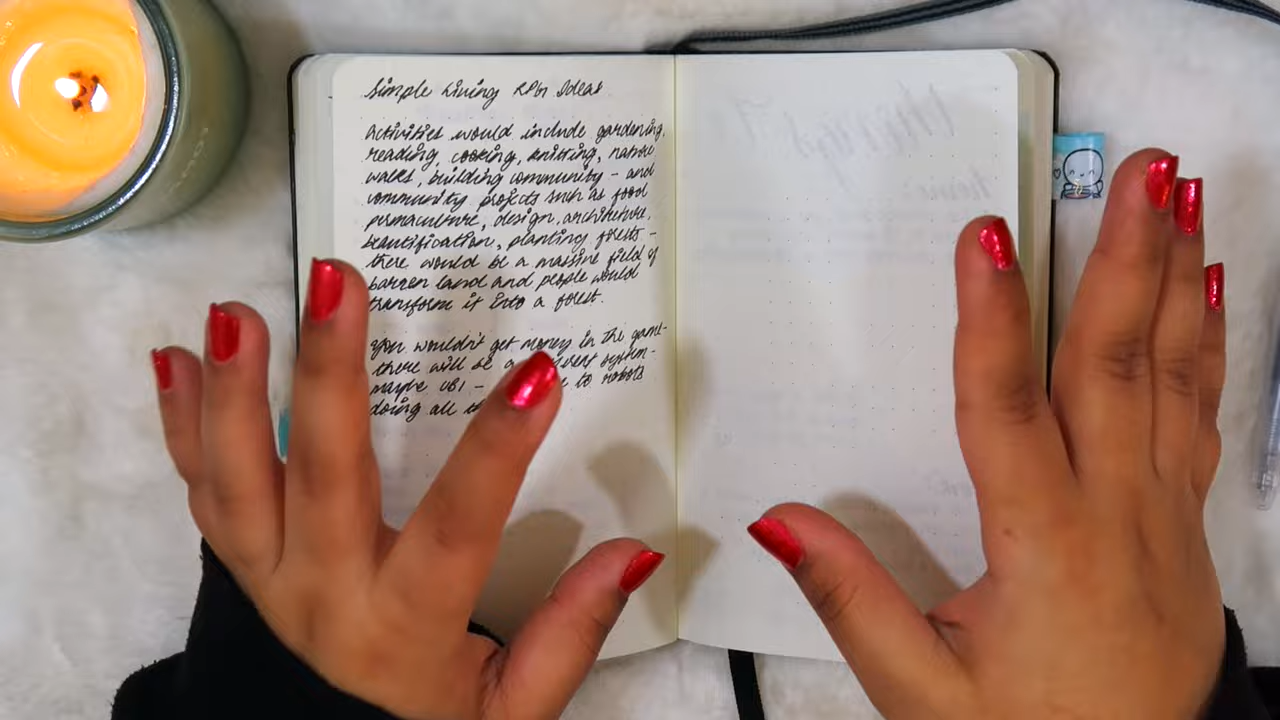 Simple Living RPG Ideas
Activities would include gardening,
reading, cooking, knitting, nature
walks, building community - and
community projects such as food
permaculture, design, architecture,
beautification, planting forests -
there would be a massive field of
barren land and people would
transform it into a forest.
You wouldn't get money in the game -
there will be a system -
maybe UBI - to robots
doing all